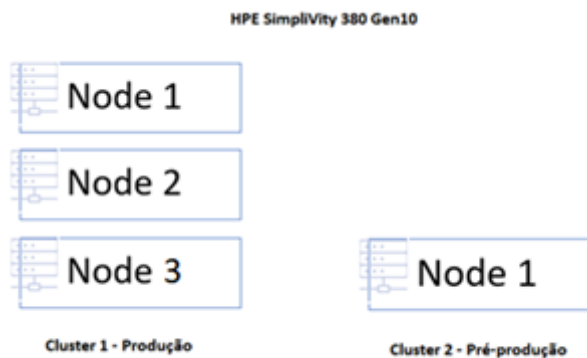 HPE SimpliVity 380 Gen10
Node 1
Node 2
Node 3
Cluster 1 - Produção
Node 1
Cluster 2 - Pré-produção